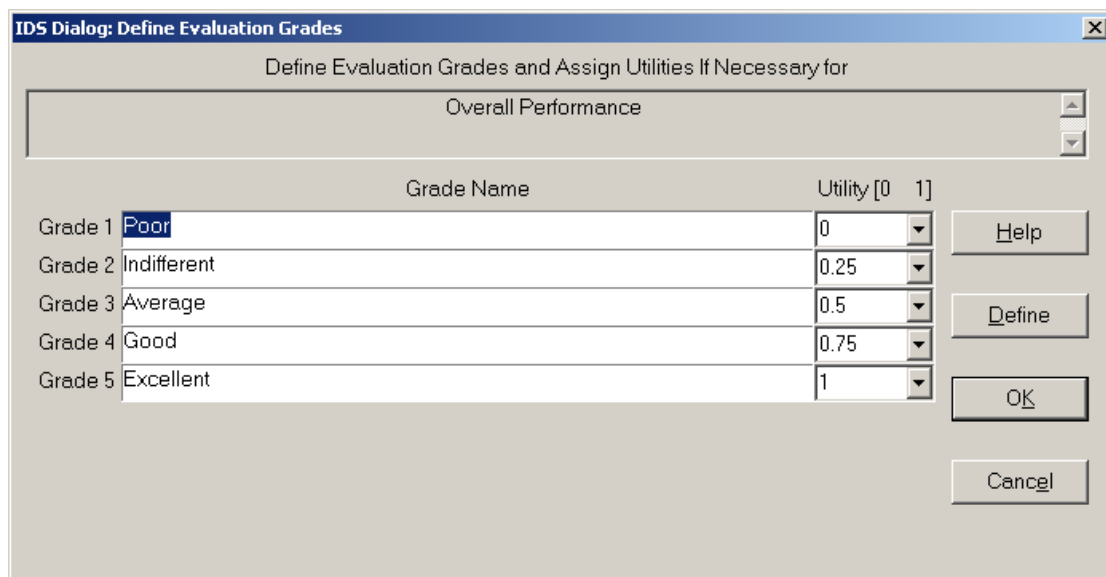 IDS Dialog: Define Evaluation Grades
Define Evaluation Grades and Assign Utilities If Necessary for
Overall Performance
Grade Name Utility [0 1]
Grade 1 Poor 0 Help
Grade 2 Indifferent 0.25
Grade 3 Average 0.5 Define
Grade 4 Good 0.75
Grade 5 Excellent 1 OK
Cancel